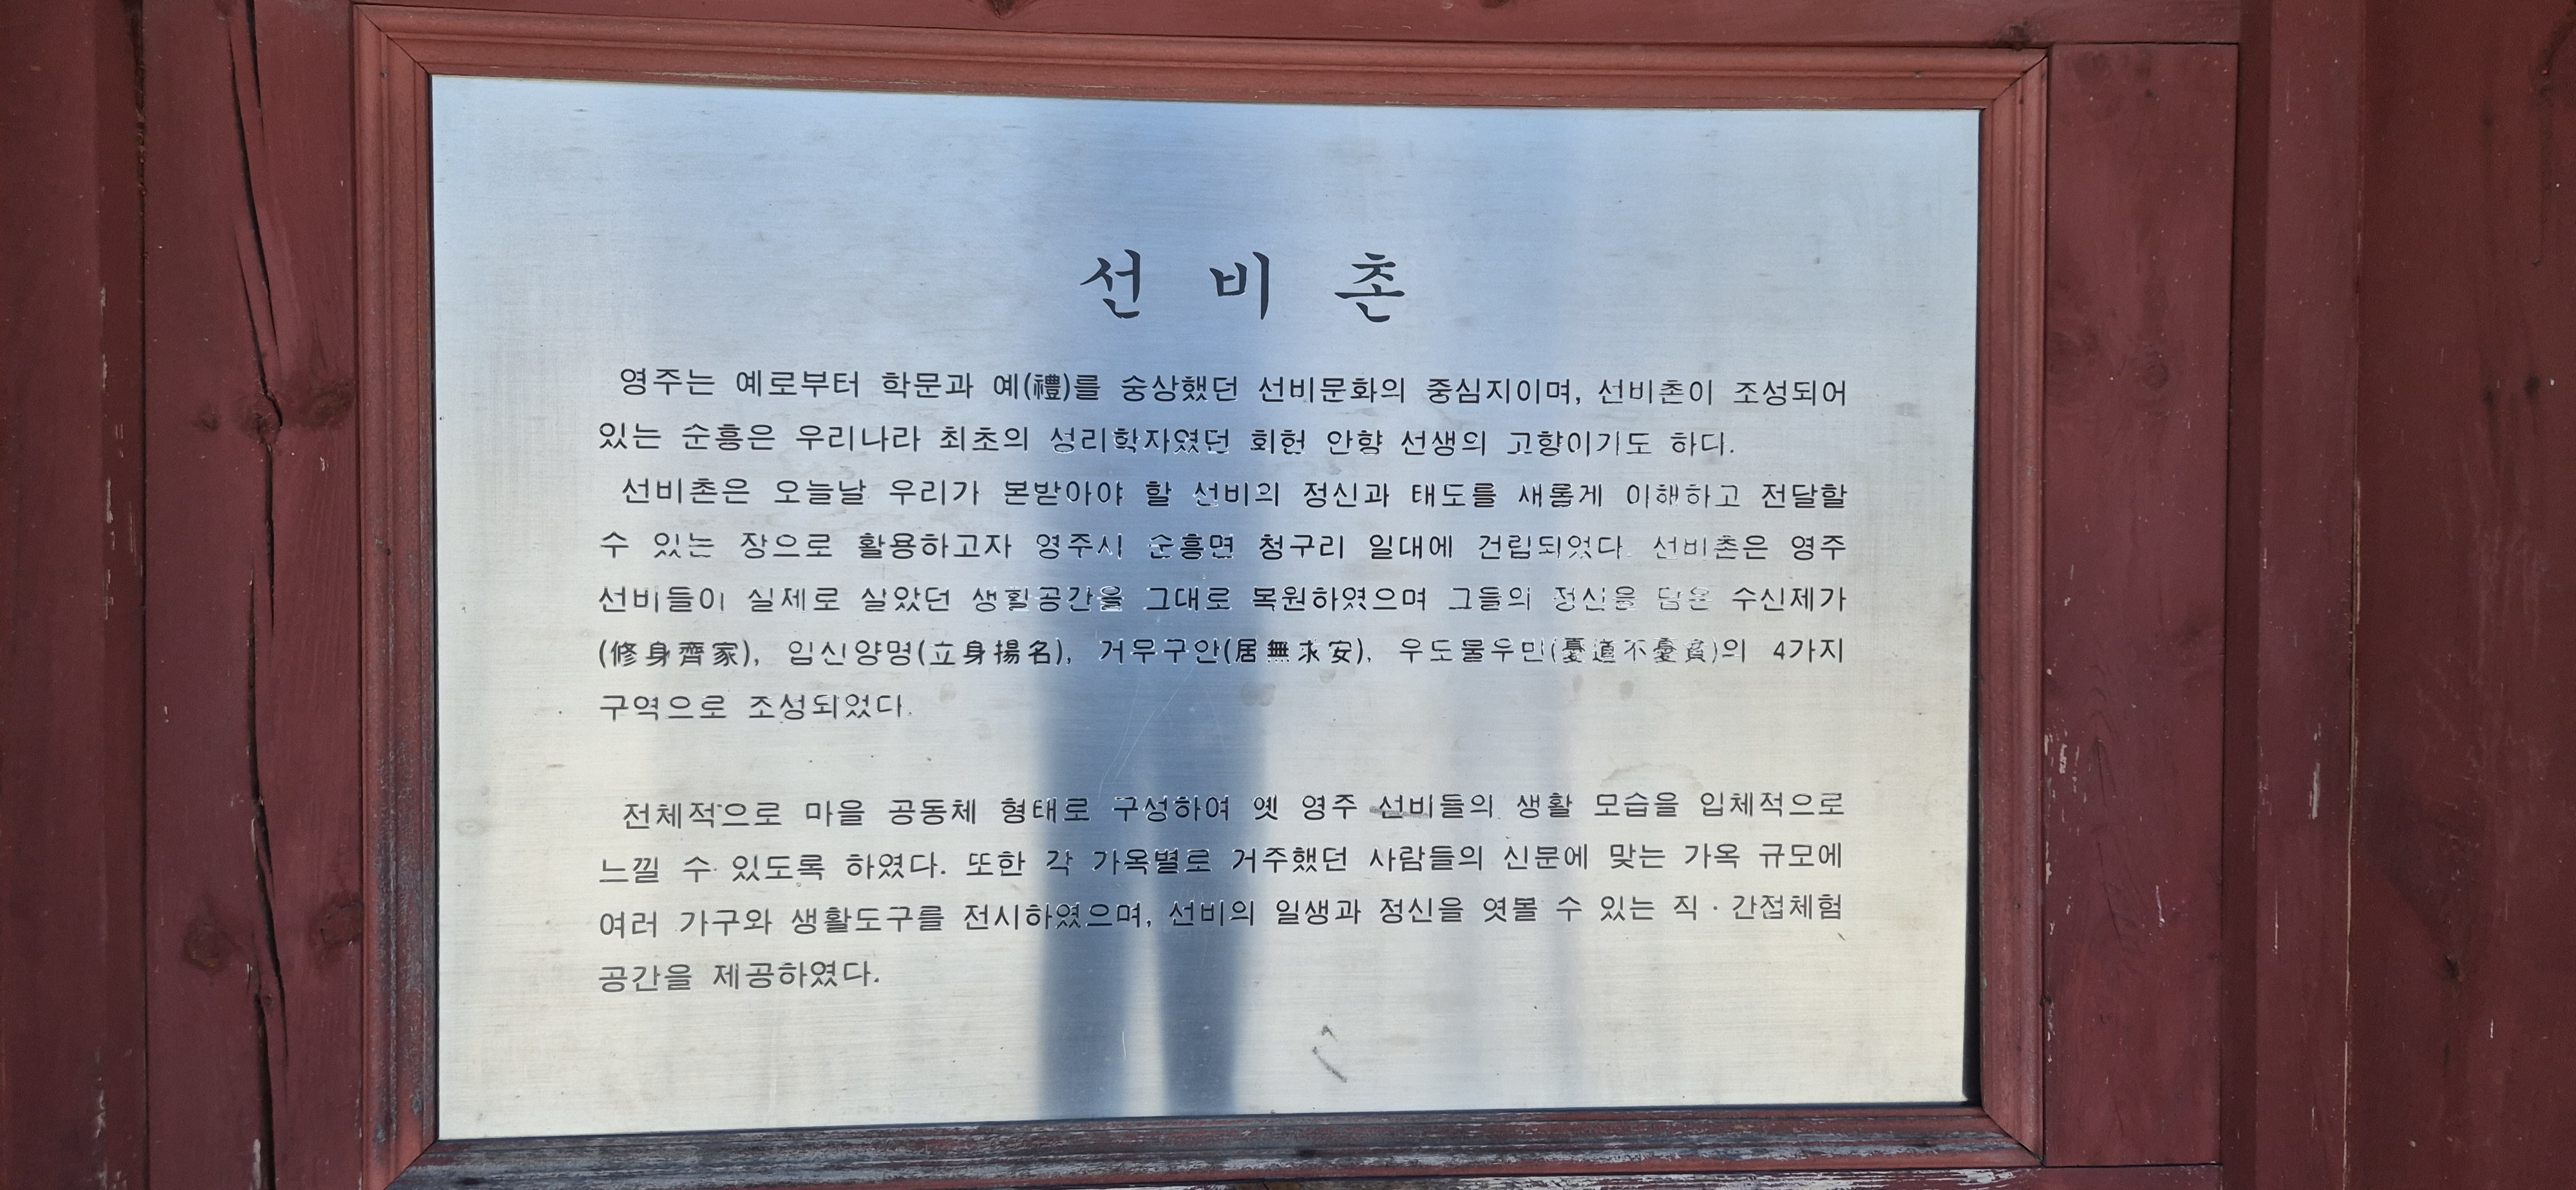 선 비 촌
영주는 예로부터 학문과 예(禮)를 숭상했던 선비문화의 중심지이며, 선비촌이 조성되어
있는 순흥은 우리나라 최초의 성리학자였던 회헌 안향 선생의 고향이기도 하다.
선비촌은 오늘날 우리가 본받아야 할 선비의 정신과 태도를 새롭게 이해하고 전달할
수 있는 장으로 활용하고자 영주시 순흥면 청구리 일대에 건립되었다. 선비촌은 영주
선비들이 실제로 살았던 생활공간을 그대로 복원하였으며 그들의 정신을 담은 수신제가
(修身齊家), 입신양명(立身揚名), 거무구안(居無求安), 우도불우빈(憂道不憂貧)의 4가지
구역으로 조성되었다.
전체적으로 마을 공동체 형태로 구성하여 옛 영주 선비들의 생활 모습을 입체적으로
느낄 수 있도록 하였다. 또한 각 가옥별로 거주했던 사람들의 신분에 맞는 가옥 규모에
여러 가구와 생활도구를 전시하였으며, 선비의 일생과 정신을 엿볼 수 있는 직 · 간접체험
공간을 제공하였다.